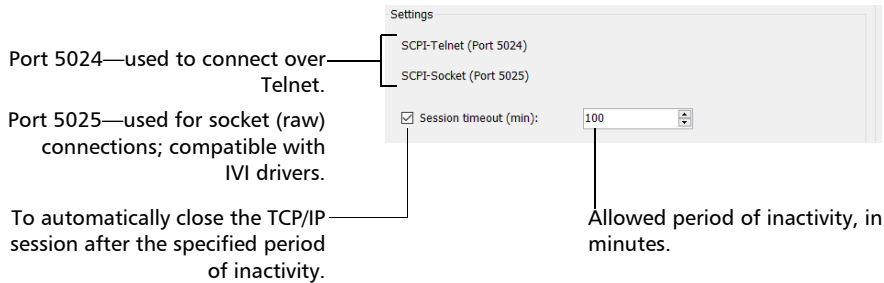 Settings
SCPI-Telnet (Port 5024)
SCPI-Socket (Port 5025)
Session timeout (min):
100
Port 5024—used to connect over
Telnet.
Port 5025—used for socket (raw)
connections; compatible with
IVI drivers.
To automatically close the TCP/IP
session after the specified period
of inactivity.
Allowed period of inactivity, in
minutes.